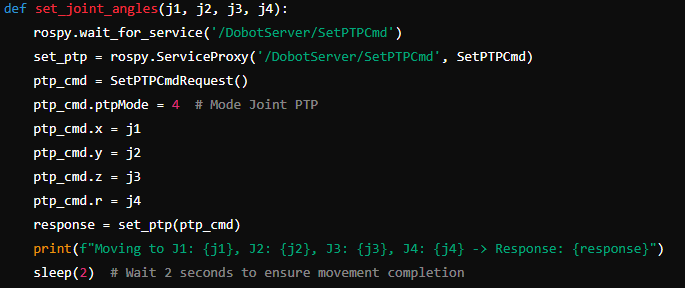 def set_joint_angles(j1, j2, j3, j4):
    rospy.wait_for_service('/DobotServer/SetPTPCmd')
    set_ptp = rospy.ServiceProxy('/DobotServer/SetPTPCmd', SetPTPCmd)
    ptp_cmd = SetPTPCmdRequest()
    ptp_cmd.ptpMode = 4  # Mode Joint PTP
    ptp_cmd.x = j1
    ptp_cmd.y = j2
    ptp_cmd.z = j3
    ptp_cmd.r = j4
    response = set_ptp(ptp_cmd)
    print(f"Moving to J1: {j1}, J2: {j2}, J3: {j3}, J4: {j4} -> Response: {response}")
    sleep(2)  # Wait 2 seconds to ensure movement completion